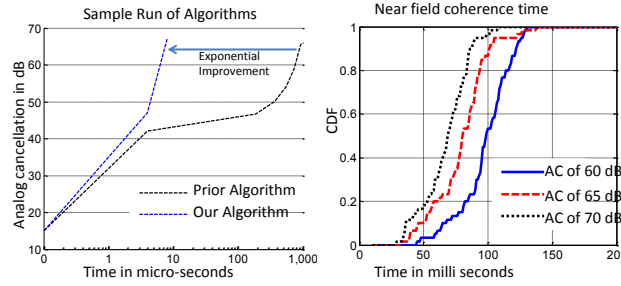 Sample Run of Algorithms
70
60
50
40
30
20
10
Analog cancellation in dB
Exponential
Improvement
Prior Algorithm
Our Algorithm
0 1 10 100 1,000
Time in micro-seconds
Near field coherence time
1
0.8
0.6
0.4
0.2
0
CDF
AC of 60 dB
AC of 65 dB
AC of 70 dB
0 50 100 150 20
Time in milli seconds